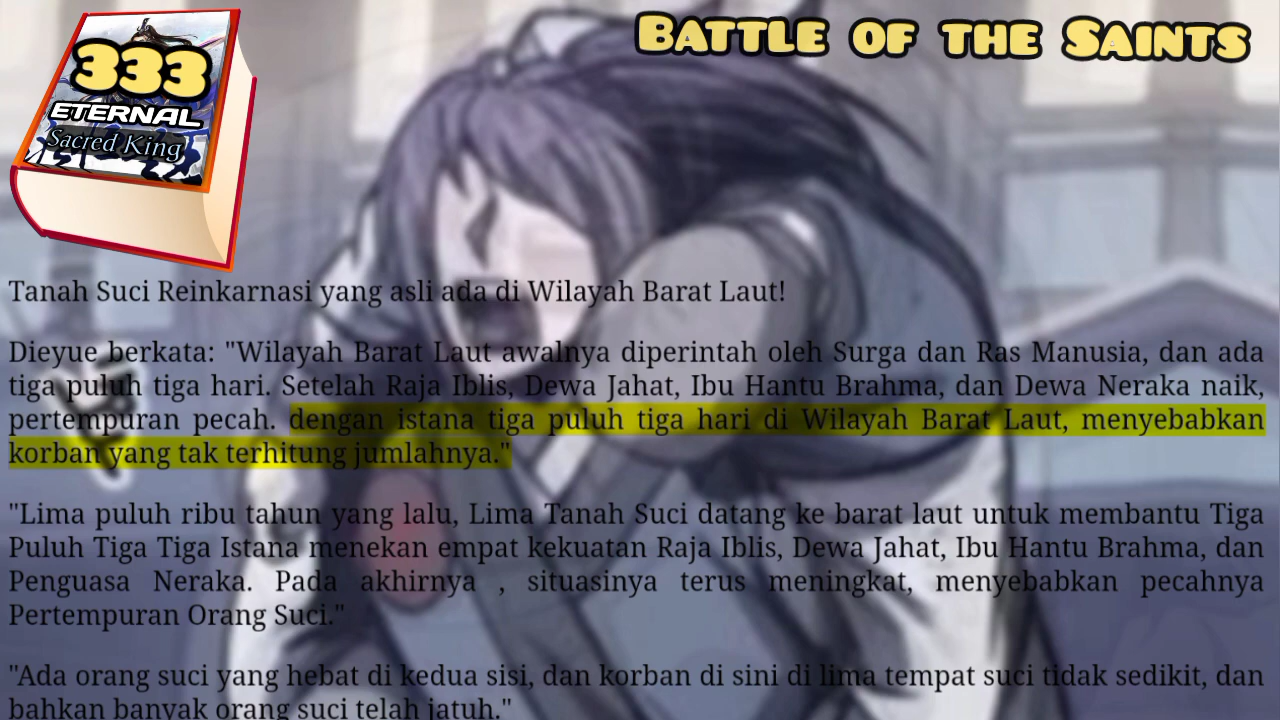 333
ETERNAL
Sacred King
BATTLE OF THE SAINTS
Tanah Suci Reinkarnasi yang asli ada di Wilayah Barat Laut!
Dieyue berkata: "Wilayah Barat Laut awalnya diperintah oleh Surga dan Ras Manusia, dan ada
tiga puluh tiga hari. Setelah Raja Iblis, Dewa Jahat, Ibu Hantu Brahma, dan Dewa Neraka naik,
pertempuran pecah. dengan istana tiga puluh tiga hari di Wilayah Barat Laut, menyebabkan
korban yang tak terhitung jumlahnya."
"Lima puluh ribu tahun yang lalu, Lima Tanah Suci datang ke barat laut untuk membantu Tiga
Puluh Tiga Tiga Istana menekan empat kekuatan Raja Iblis, Dewa Jahat, Ibu Hantu Brahma, dan
Penguasa Neraka. Pada akhirnya , situasinya terus meningkat, menyebabkan pecahnya
Pertempuran Orang Suci."
"Ada orang suci yang hebat di kedua sisi, dan korban di sini di lima tempat suci tidak sedikit, dan
bahkan banyak orang suci telah jatuh."